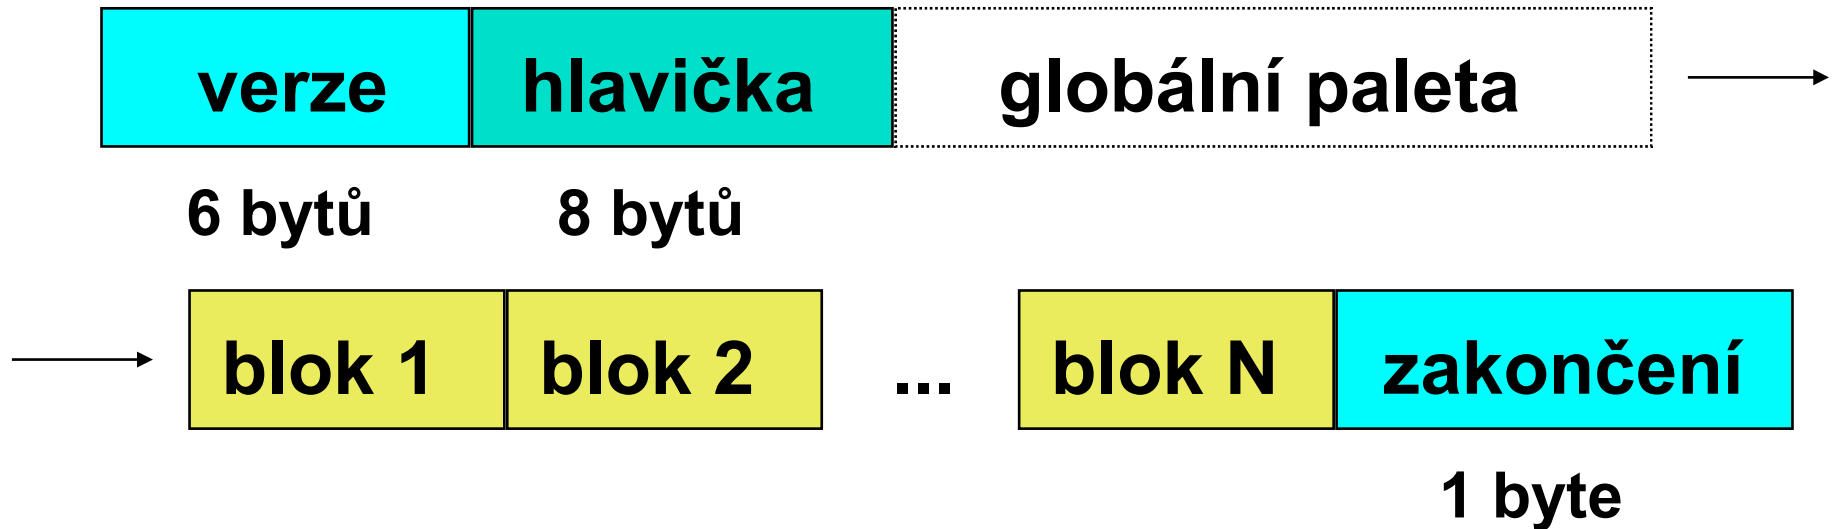 verze hlavička globální paleta
6 bytů 8 bytů
blok 1 blok 2 ... blok N zakončení
1 byte